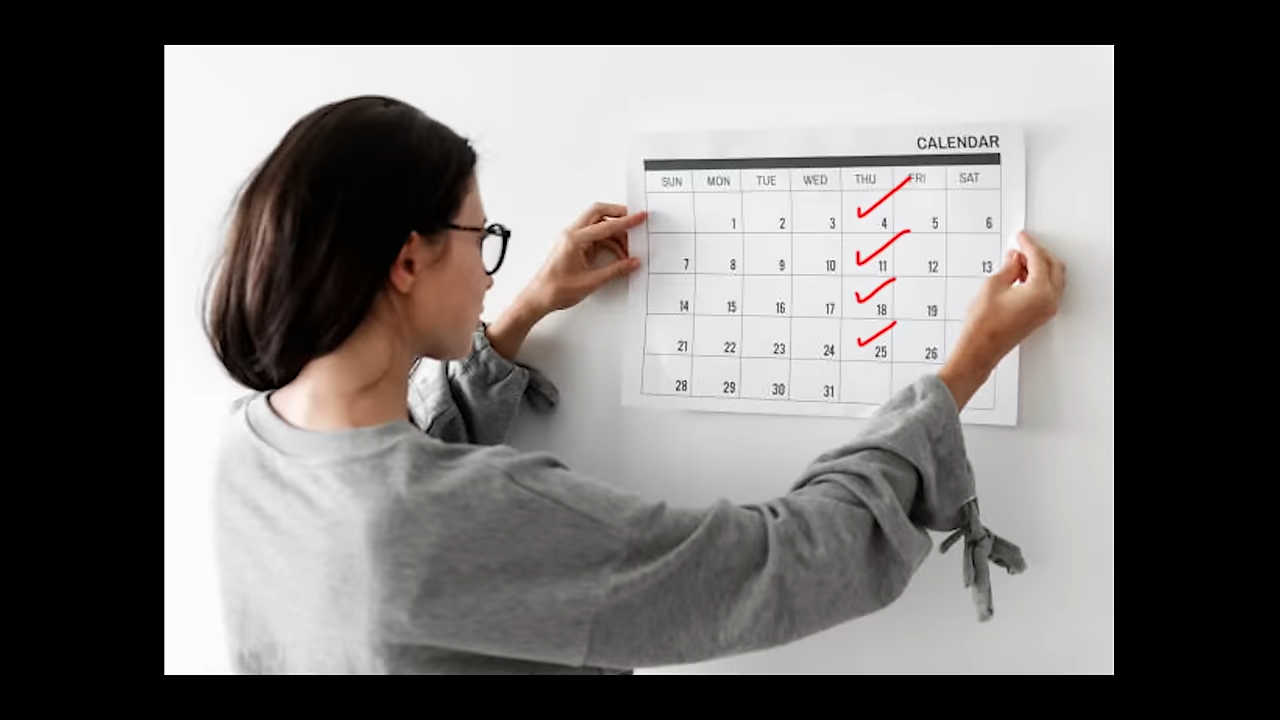 CALENDAR
SUN MON TUE WED THU FRI SAT
1 2 3 4 5 6
7 8 9 10 11 12 13
14 15 16 17 18 19
21 22 23 24 25 26
28 29 30 31